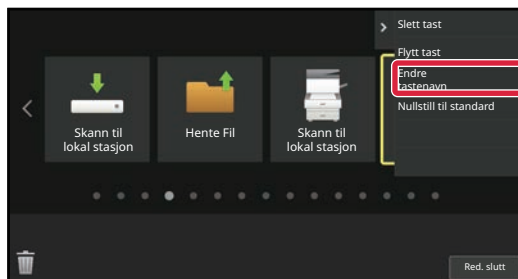 Slett tast
Flytt tast
Endre
tastenavn
Nullstill til standard
Skann til
lokal stasjon
Hente Fil
Skann til
lokal stasjon
Red. slutt